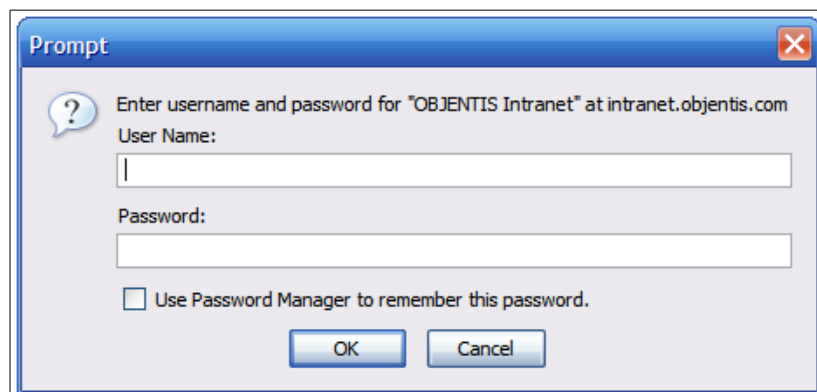 Prompt
Enter username and password for "OBJENTIS Intranet" at intranet.objentis.com
User Name:
Password:
Use Password Manager to remember this password.
OK Cancel